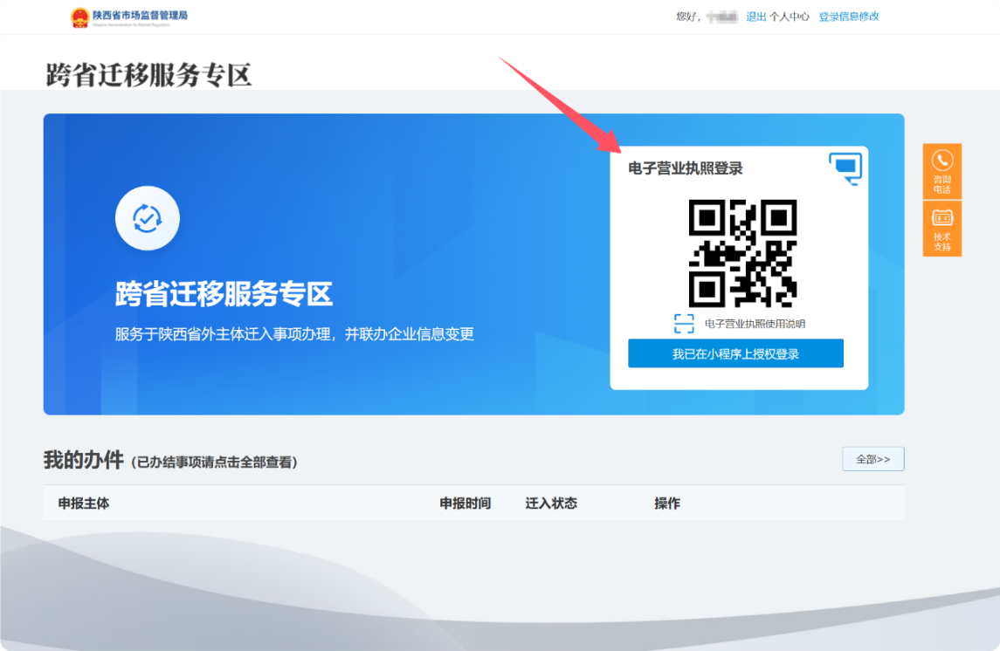 陕西省市场监督管理局
您好， 退出 个人中心 登录信息修改
跨省迁移服务专区
电子营业执照登录
咨询
电话
技术
支持
跨省迁移服务专区
服务于陕西省外主体迁入事项办理，并联办企业信息变更
电子营业执照使用说明
我已在小程序上授权登录
我的办件（已办结事项请点击全部查看）
全部>>
申报主体 申报时间 迁入状态 操作